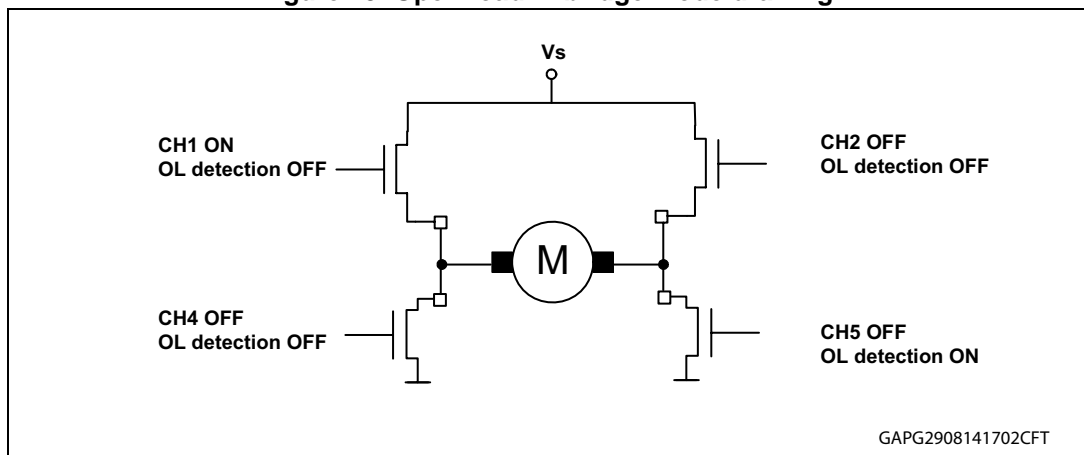 Vs
CH1 ON
OL detection OFF
CH2 OFF
OL detection OFF
M
CH4 OFF
OL detection OFF
CH5 OFF
OL detection ON
GAPG2908141702CFT